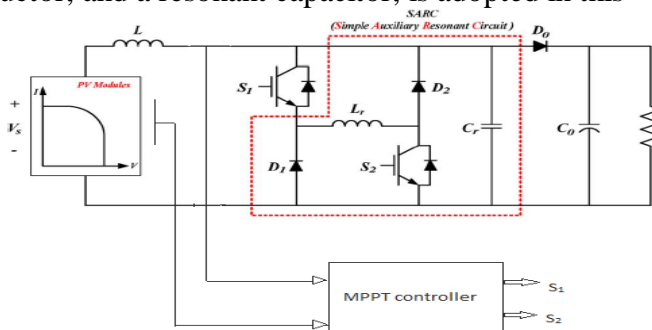 ductor, and a resonant capacitor, is adopted in this
SARC
(Simple Auxiliary Resonant Circuit )
L
Do
PV Modules
I
V
+
Vs
-
S1
D2
Lr
Cr
Co
D1
S2
MPPT controller
S1
S2